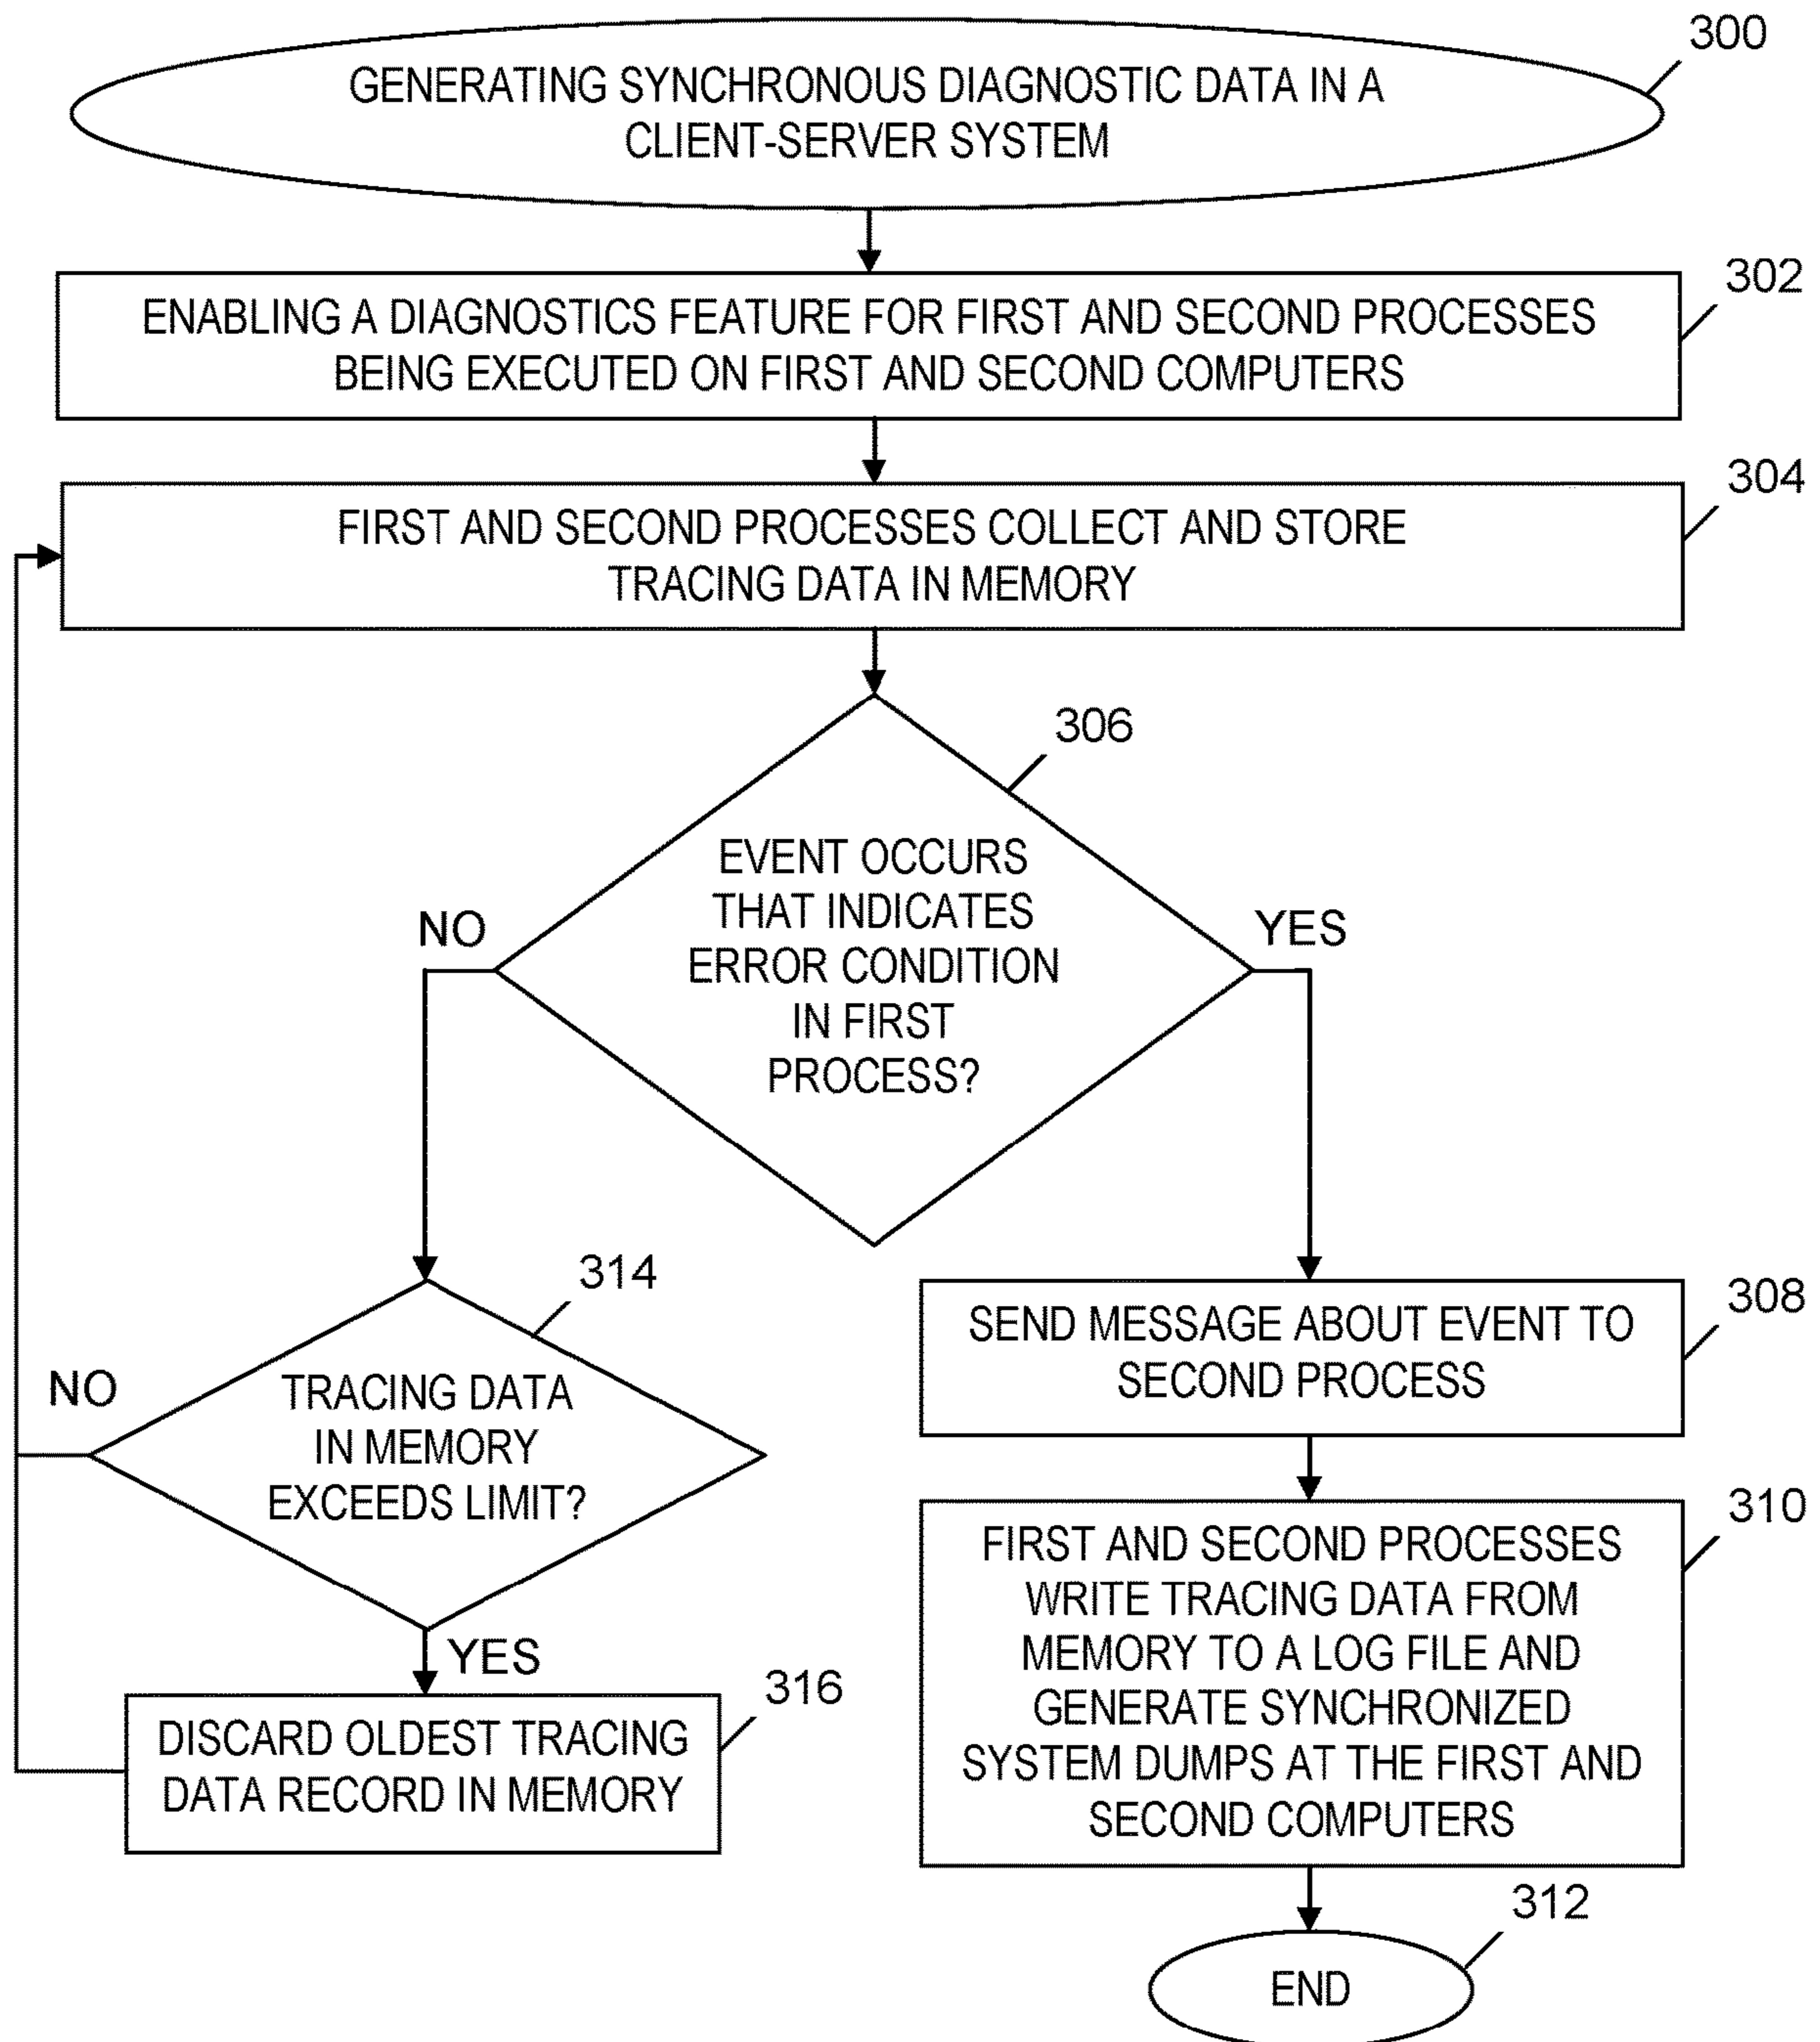 300
GENERATING SYNCHRONOUS DIAGNOSTIC DATA IN A
CLIENT-SERVER SYSTEM
302
ENABLING A DIAGNOSTICS FEATURE FOR FIRST AND SECOND PROCESSES
BEING EXECUTED ON FIRST AND SECOND COMPUTERS
304
FIRST AND SECOND PROCESSES COLLECT AND STORE
TRACING DATA IN MEMORY
306
EVENT OCCURS
THAT INDICATES
ERROR CONDITION
IN FIRST
PROCESS?
NO
YES
314
TRACING DATA
IN MEMORY
EXCEEDS LIMIT?
NO
YES
316
DISCARD OLDEST TRACING
DATA RECORD IN MEMORY
308
SEND MESSAGE ABOUT EVENT TO
SECOND PROCESS
310
FIRST AND SECOND PROCESSES
WRITE TRACING DATA FROM
MEMORY TO A LOG FILE AND
GENERATE SYNCHRONIZED
SYSTEM DUMPS AT THE FIRST AND
SECOND COMPUTERS
312
END